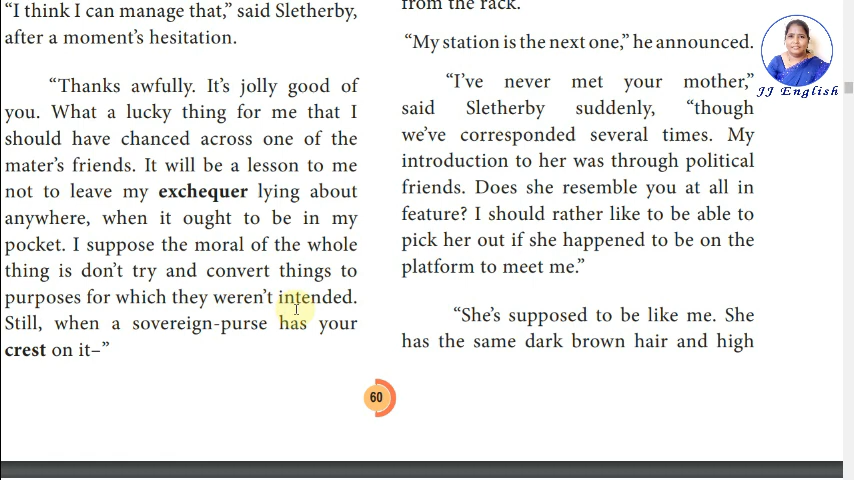 “I think I can manage that,” said Sletherby,
after a moment’s hesitation.
“Thanks awfully. It’s jolly good of
you. What a lucky thing for me that I
should have chanced across one of the
mater’s friends. It will be a lesson to me
not to leave my exchequer lying about
anywhere, when it ought to be in my
pocket. I suppose the moral of the whole
thing is don’t try and convert things to
purposes for which they weren’t intended.
Still, when a sovereign-purse has your
crest on it–”
from the rack.
“My station is the next one,” he announced.
“I’ve never met your mother,”
said Sletherby suddenly, “though
we’ve corresponded several times. My
introduction to her was through political
friends. Does she resemble you at all in
feature? I should rather like to be able to
pick her out if she happened to be on the
platform to meet me.”
“She’s supposed to be like me. She
has the same dark brown hair and high
60
JJ English